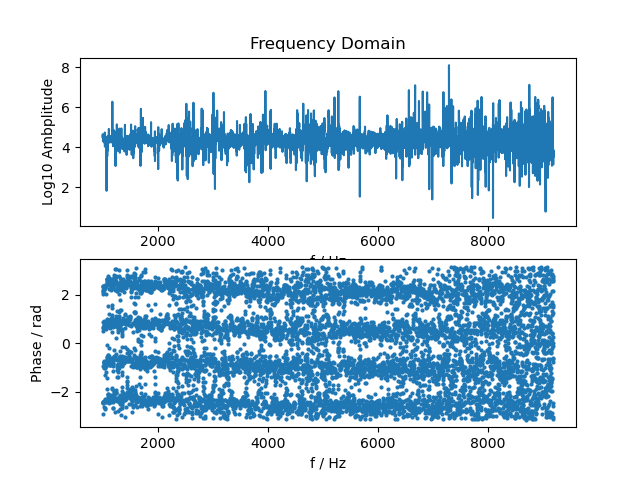 Frequency Domain
Log10 Ambplitude
8
6
4
2
2000 4000 6000 8000
f / Hz
Phase / rad
2
0
−2
2000 4000 6000 8000
f / Hz